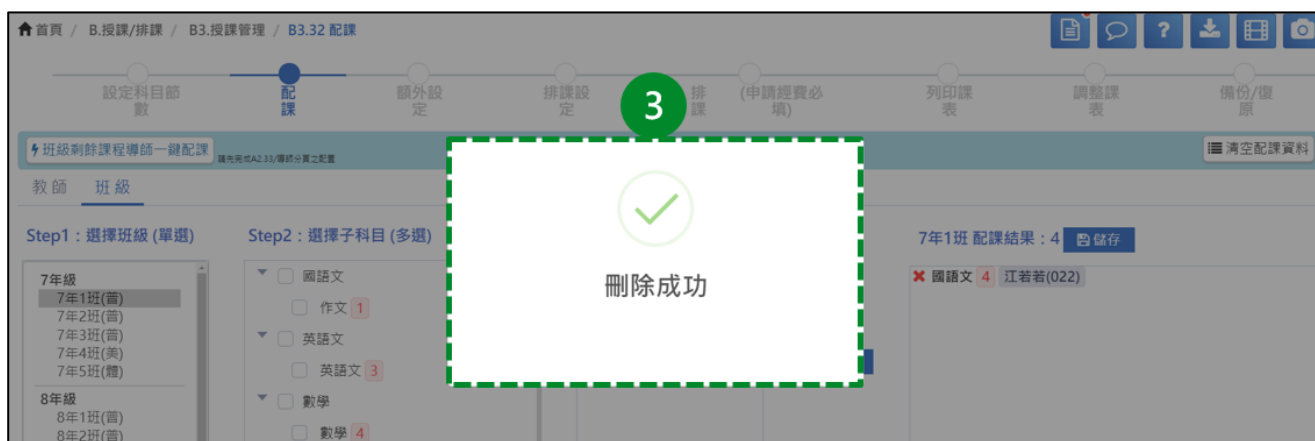 首頁 / B.授課/排課 / B3.授課管理 / B3.32 配課
?
設定科目節數
配課
額外設定
排課設定
排課
(申請經費必填)
列印課表
調整課表
備份/復原
3
班級剩餘課程導師一鍵配課
請先完成A2.33/導師分頁之配置
清空配課資料
教師 班級
Step1:選擇班級 (單選)
Step2:選擇子科目 (多選)
7年1班 配課結果:4 儲存
7年級
7年1班(普)
7年2班(普)
7年3班(普)
7年4班(美)
7年5班(體)
8年級
8年1班(普)
8年2班(普)
國語文
作文 1
英語文
英語文 3
數學
數學 4
刪除成功
國語文 4 江若若(022)